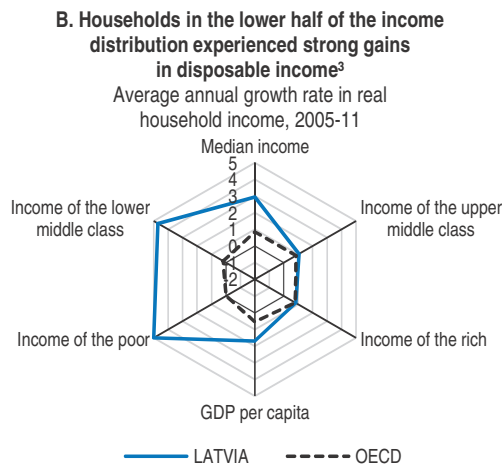 B. Households in the lower half of the income
distribution experienced strong gains
in disposable income³
Average annual growth rate in real
household income, 2005-11
Median income
5
4
3
2
1
0
1
2
Income of the lower
middle class
Income of the upper
middle class
Income of the poor
Income of the rich
GDP per capita
LATVIA
OECD